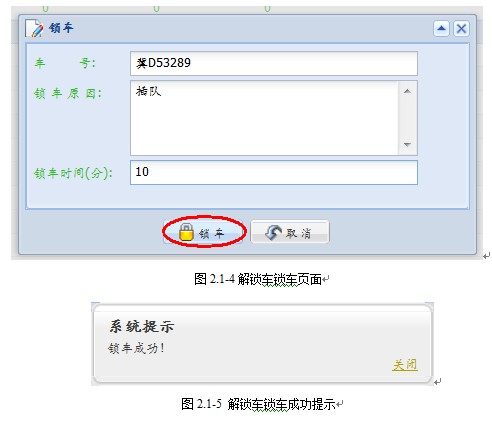 0 0 0
锁车
车 号: 冀D53289
锁车原因: 插队
锁车时间(分): 10
锁车 取消
图 2.1-4 解锁车锁车页面
系统提示
锁车成功!
关闭
图 2.1-5 解锁车锁车成功提示